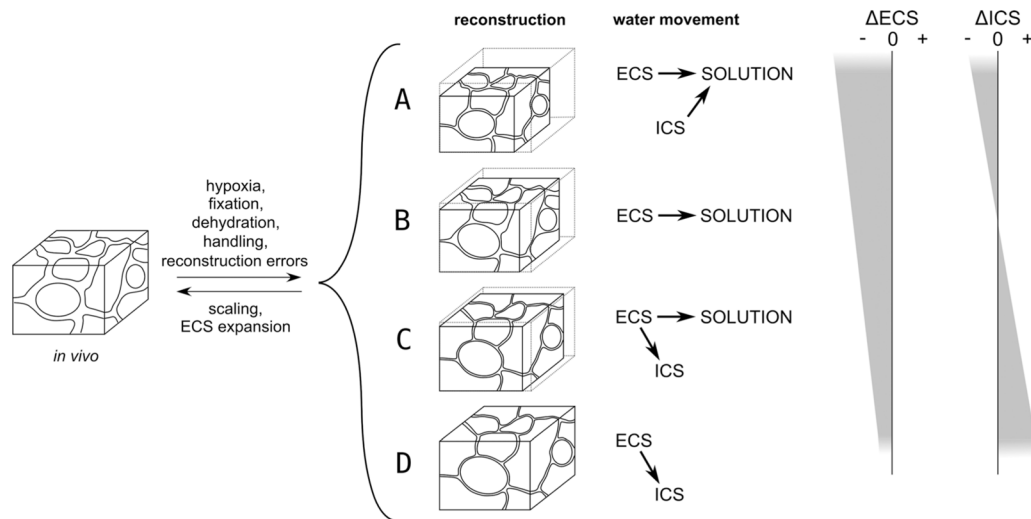 reconstruction
water movement
ΔECS
ΔICS
- 0 +
- 0 +
A
ECS
SOLUTION
ICS
hypoxia,
fixation,
dehydration,
handling,
reconstruction errors
scaling,
ECS expansion
in vivo
B
ECS
SOLUTION
C
ECS
SOLUTION
ICS
D
ECS
ICS